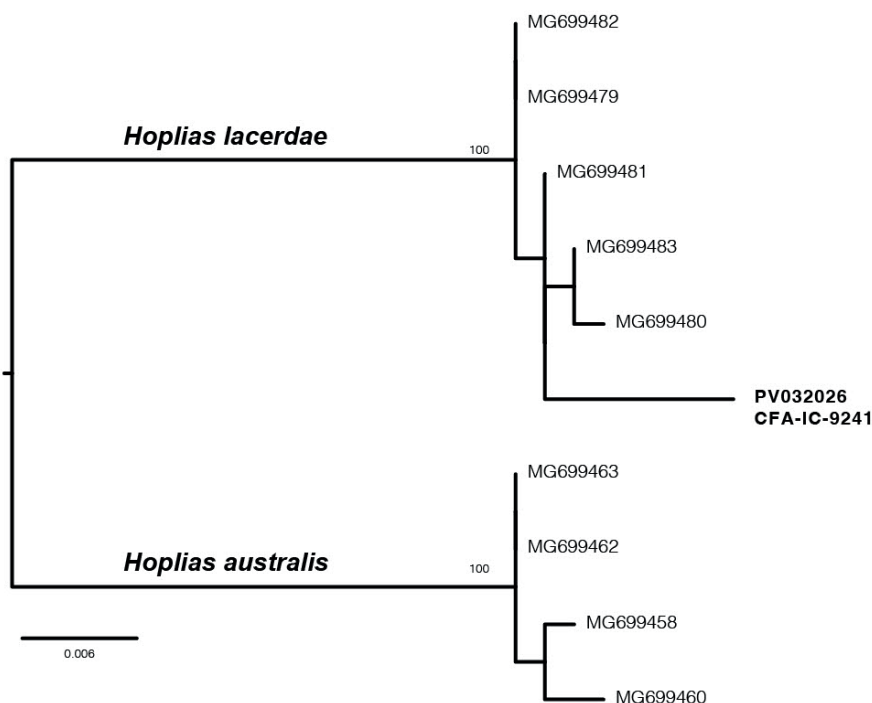 MG699482
MG699479
Hoplias lacerdae
100
MG699481
MG699483
MG699480
PV032026
CFA-IC-9241
MG699463
MG699462
Hoplias australis
100
MG699458
0.006
MG699460